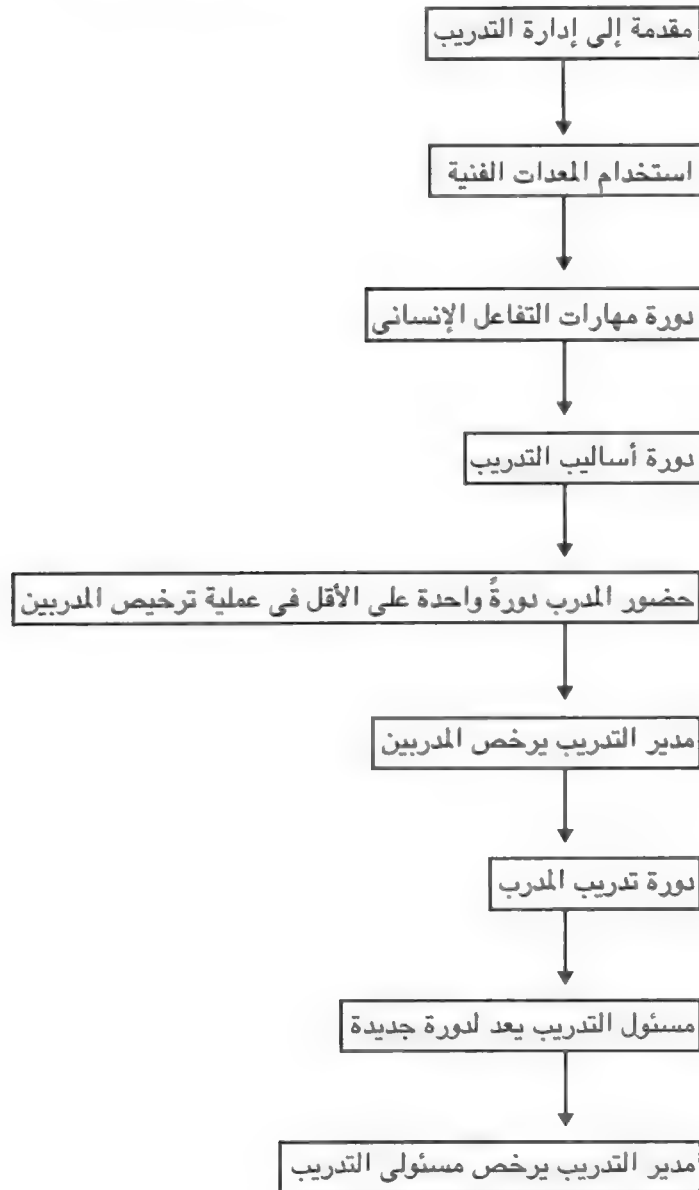 مقدمة إلى إدارة التدريب
استخدام المعدات الفنية
دورة مهارات التفاعل الإنسانى
دورة أساليب التدريب
حضور المدرب دورةً واحدة على الأقل فى عملية ترخيص المدربين
مدير التدريب يرخص المدربين
دورة تدريب المدرب
مسئول التدريب يعد لدورة جديدة
مدير التدريب يرخص مسئولى التدريب